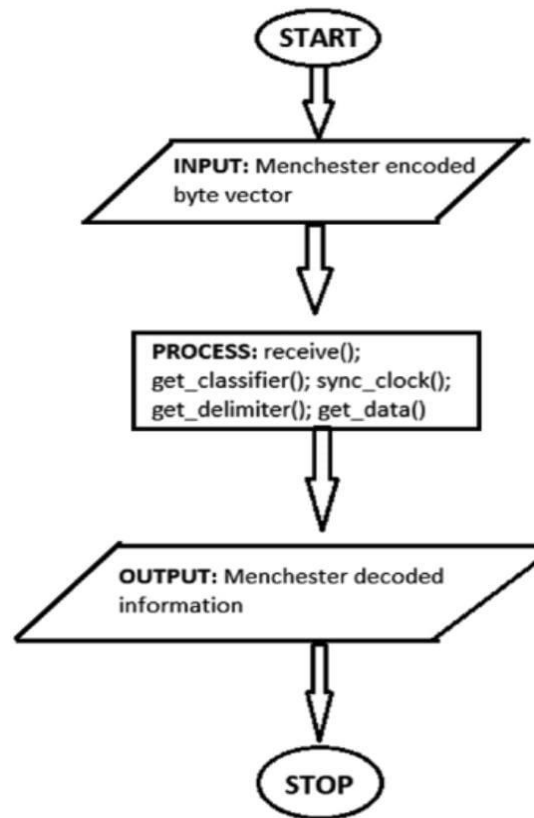 START
INPUT: Menchester encoded
byte vector
PROCESS: receive();
get_classifier(); sync_clock();
get_delimiter(); get_data()
OUTPUT: Menchester decoded
information
STOP